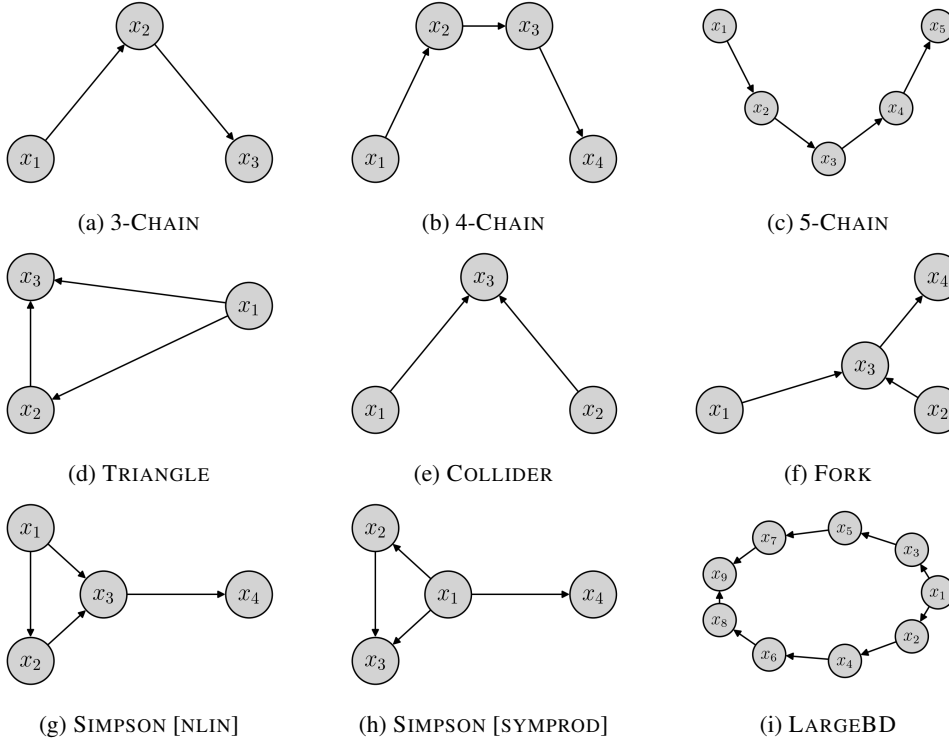 x₂
x₁ x₃
(a) 3-CHAIN
x₂ x₃
x₁ x₄
(b) 4-CHAIN
x₁ x₅
x₂ x₄
x₃
(c) 5-CHAIN
x₃
x₁
x₂
(d) TRIANGLE
x₃
x₁ x₂
(e) COLLIDER
x₄
x₃
x₁ x₂
(f) FORK
x₁
x₃ x₄
x₂
(g) SIMPSON [NLIN]
x₂
x₁ x₄
x₃
(h) SIMPSON [SYMPROD]
x₅
x₇ x₃
x₉ x₁
x₈ x₂
x₆ x₄
(i) LARGEBD